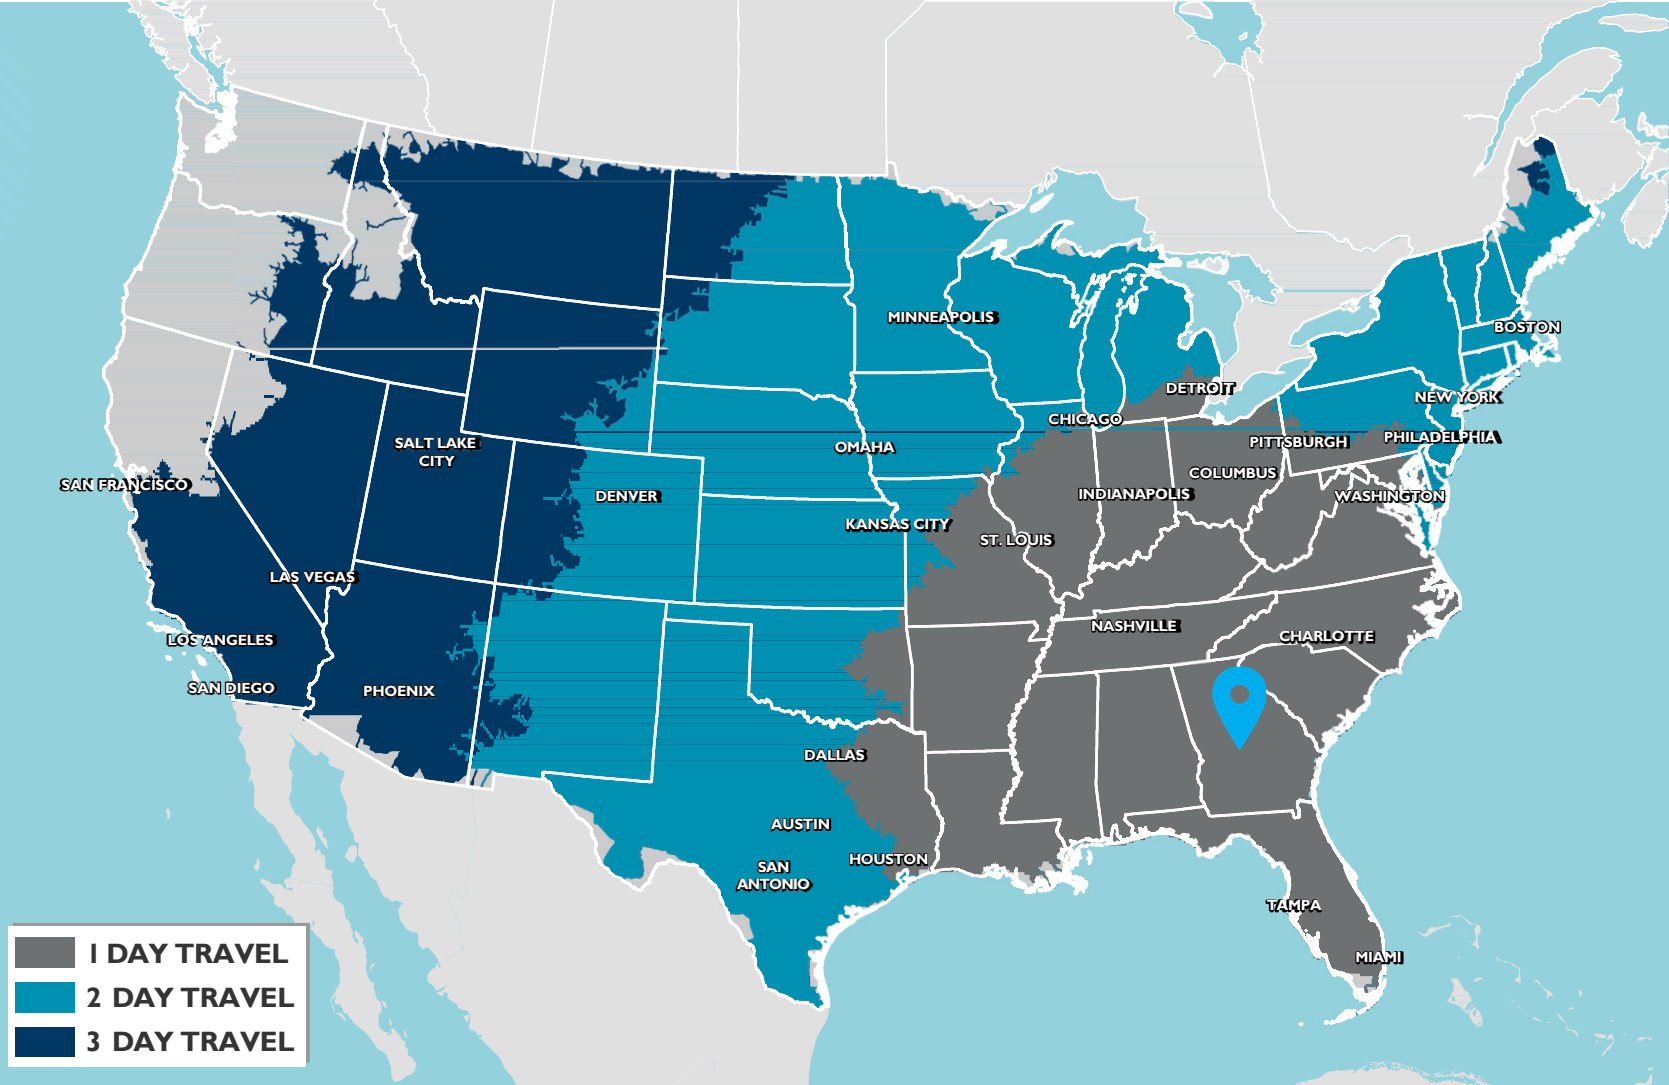 MINNEAPOLIS
BOSTON
DETROIT
NEW YORK
CHICAGO
SALT LAKE
CITY
OMAHA
PITTSBURGH
PHILADELPHIA
SAN FRANCISCO
DENVER
COLUMBUS
INDIANAPOLIS
WASHINGTON
KANSAS CITY
ST. LOUIS
LAS VEGAS
NASHVILLE
CHARLOTTE
LOS ANGELES
SAN DIEGO
PHOENIX
DALLAS
AUSTIN
HOUSTON
SAN
ANTONIO
TAMPA
MIAMI
1 DAY TRAVEL
2 DAY TRAVEL
3 DAY TRAVEL